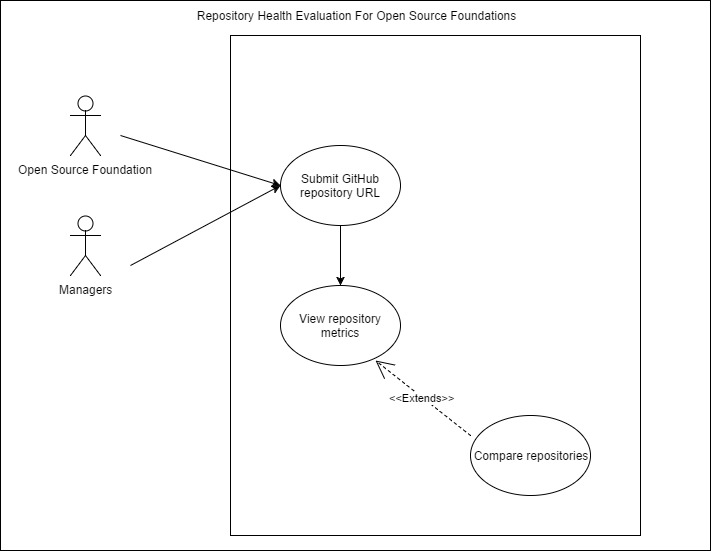 Repository Health Evaluation For Open Source Foundations
Open Source Foundation
Submit GitHub
repository URL
Managers
View repository
metrics
<<Extends>>
Compare repositories